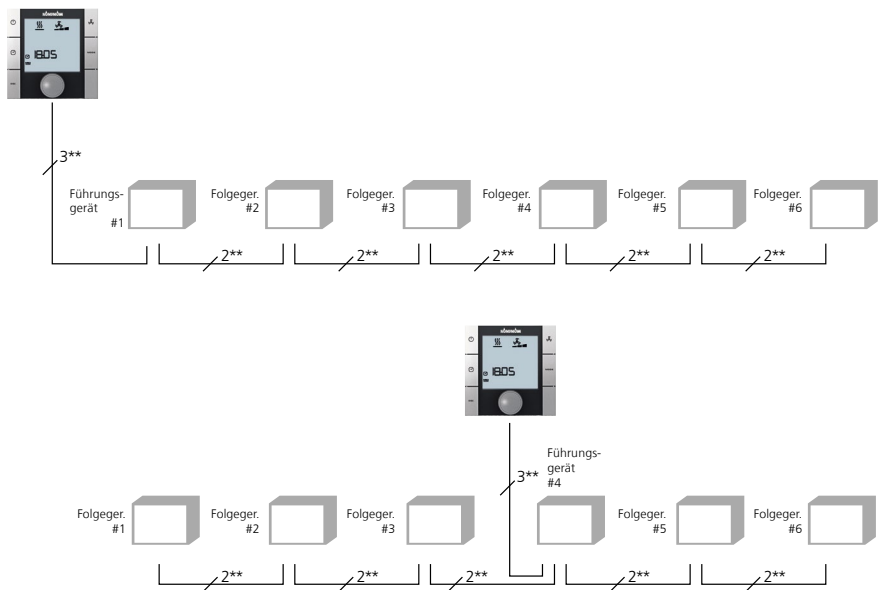 18:05
3**
Führungs-
gerät
#1
Folgeger.
#2
Folgeger.
#3
Folgeger.
#4
Folgeger.
#5
Folgeger.
#6
2**
2**
2**
2**
2**
18:05
3**
Führungs-
gerät
#4
Folgeger.
#1
Folgeger.
#2
Folgeger.
#3
Folgeger.
#5
Folgeger.
#6
2**
2**
2**
2**
2**